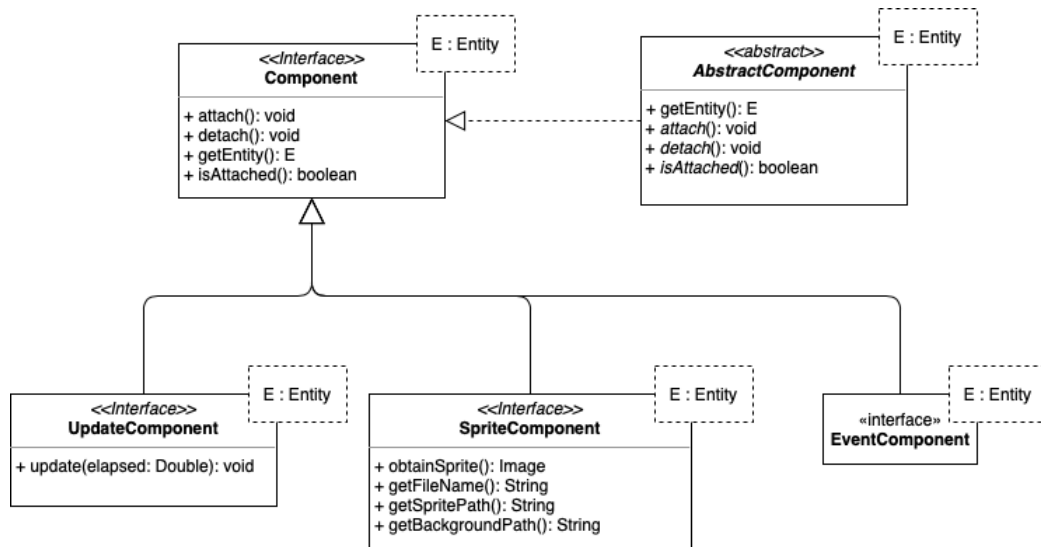 E : Entity
<<Interface>>
Component
+ attach(): void
+ detach(): void
+ getEntity(): E
+ isAttached(): boolean
E : Entity
<<abstract>>
AbstractComponent
+ getEntity(): E
+ attach(): void
+ detach(): void
+ isAttached(): boolean
E : Entity
<<Interface>>
UpdateComponent
+ update(elapsed: Double): void
E : Entity
<<Interface>>
SpriteComponent
+ obtainSprite(): Image
+ getFileName(): String
+ getSpritePath(): String
+ getBackgroundPath(): String
E : Entity
«interface»
EventComponent